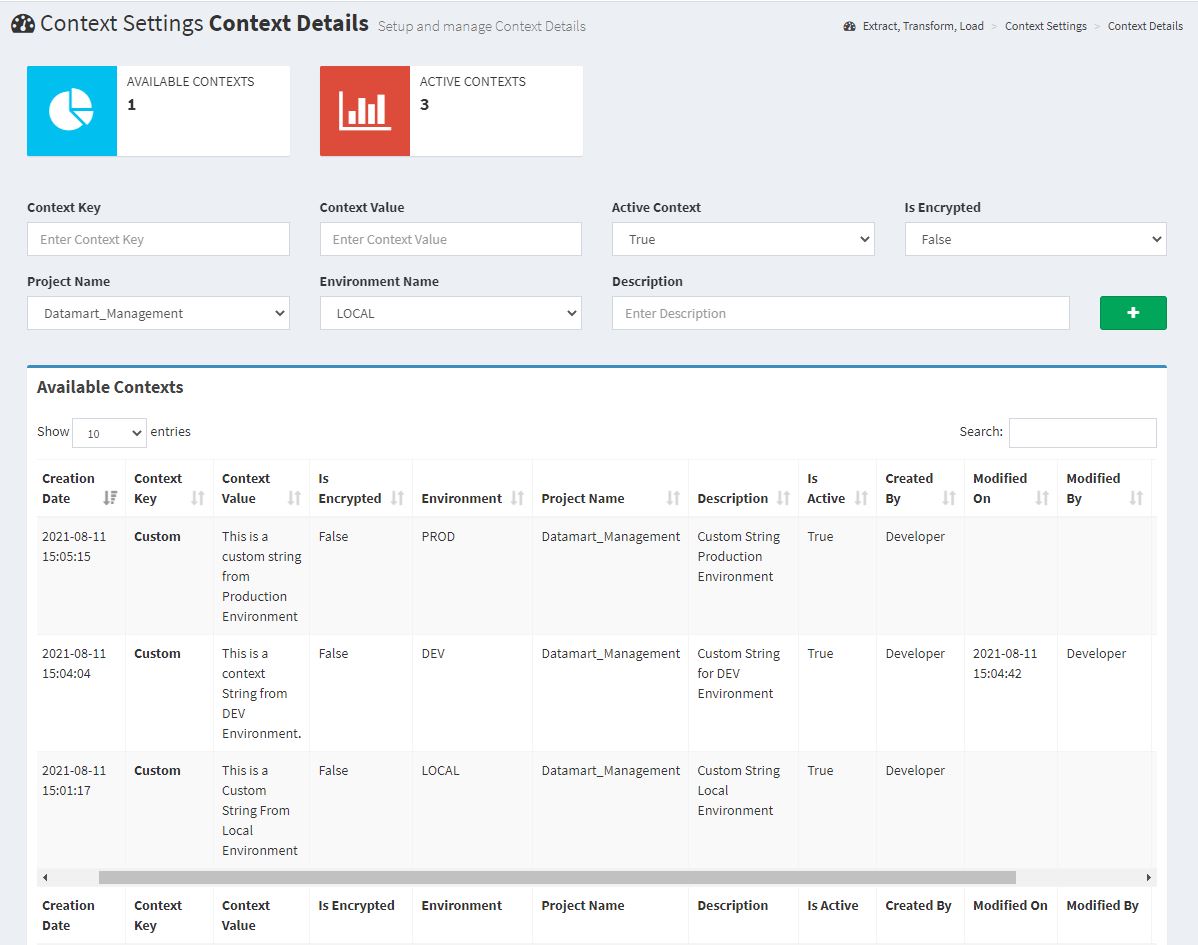 Context Settings Context Details Setup and manage Context Details
Extract, Transform, Load > Context Settings > Context Details
AVAILABLE CONTEXTS
1
ACTIVE CONTEXTS
3
Context Key
Context Value
Active Context
Is Encrypted
Enter Context Key
Enter Context Value
True
False
Project Name
Environment Name
Description
Datamart_Management
LOCAL
Enter Description
+
Available Contexts
Show 10 entries
Search:
Creation Date
Context Key
Context Value
Is Encrypted
Environment
Project Name
Description
Is Active
Created By
Modified On
Modified By
2021-08-11
15:05:15
Custom
This is a
custom string
from
Production
Environment
False
PROD
Datamart_Management
Custom String
Production
Environment
True
Developer
2021-08-11
15:04:04
Custom
This is a
context
String from
DEV
Environment.
False
DEV
Datamart_Management
Custom String
for DEV
Environment
True
Developer
2021-08-11
15:04:42
Developer
2021-08-11
15:01:17
Custom
This is a
Custom
String From
Local
Environment
False
LOCAL
Datamart_Management
Custom String
Local
Environment
True
Developer
Creation
Date
Context
Key
Context
Value
Is Encrypted
Environment
Project Name
Description
Is Active
Created By
Modified On
Modified By